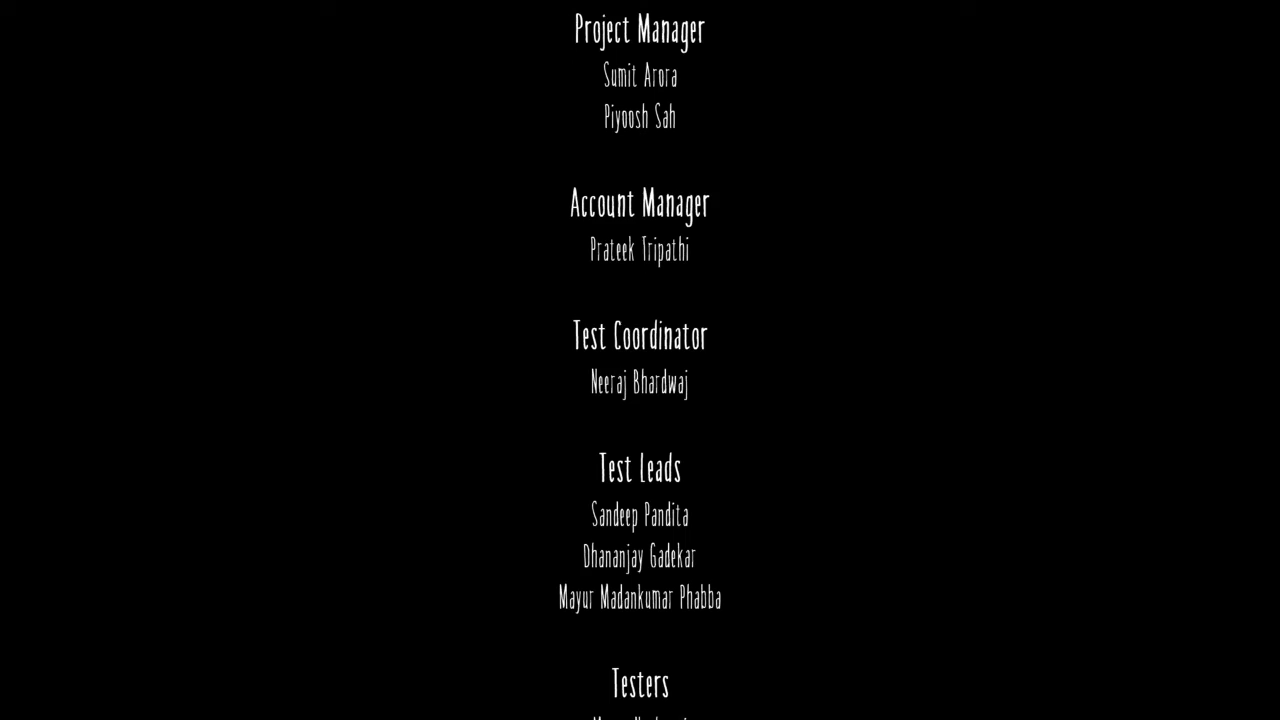 Project Manager
Sumit Arora
Piyoosh Sah
Account Manager
Prateek Tripathi
Test Coordinator
Neeraj Bhardwaj
Test Leads
Sandeep Pandita
Dhananjay Gadekar
Mayur Madankumar Phabba
Testers